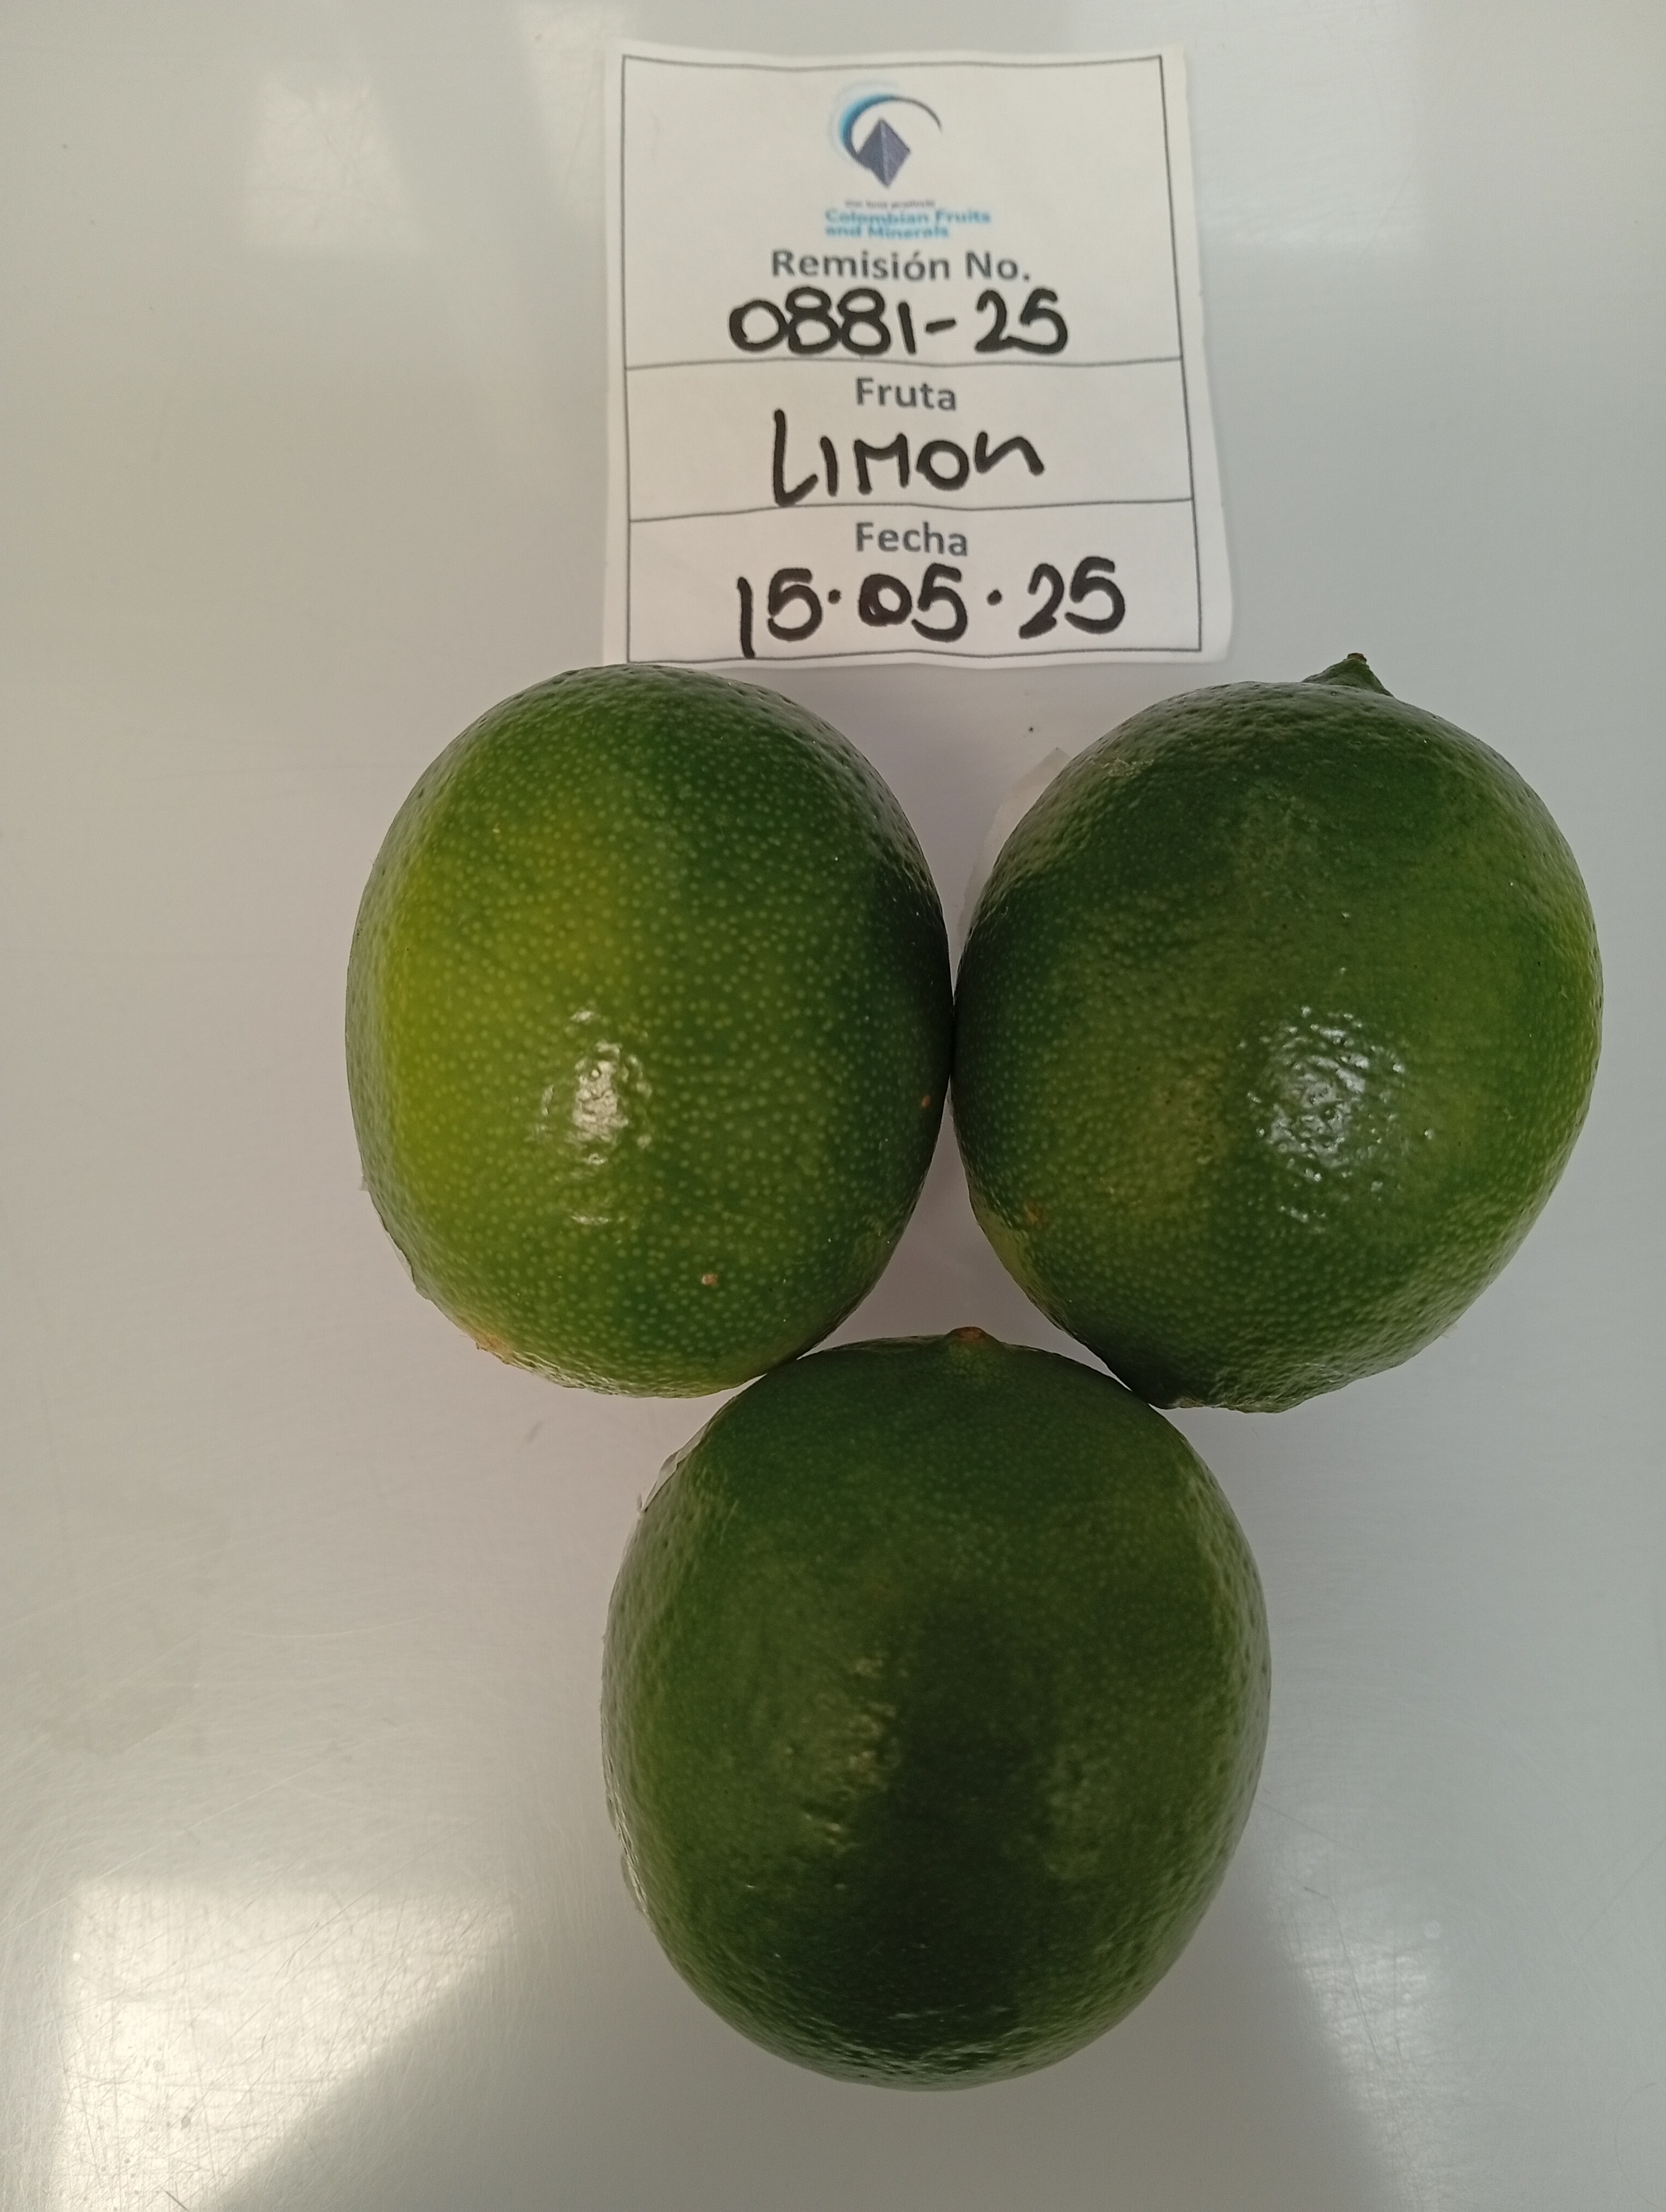 Colombian Fruits
and Minerals
Remisión No.
0881-25
Fruta
LIMON
Fecha
15.05.25